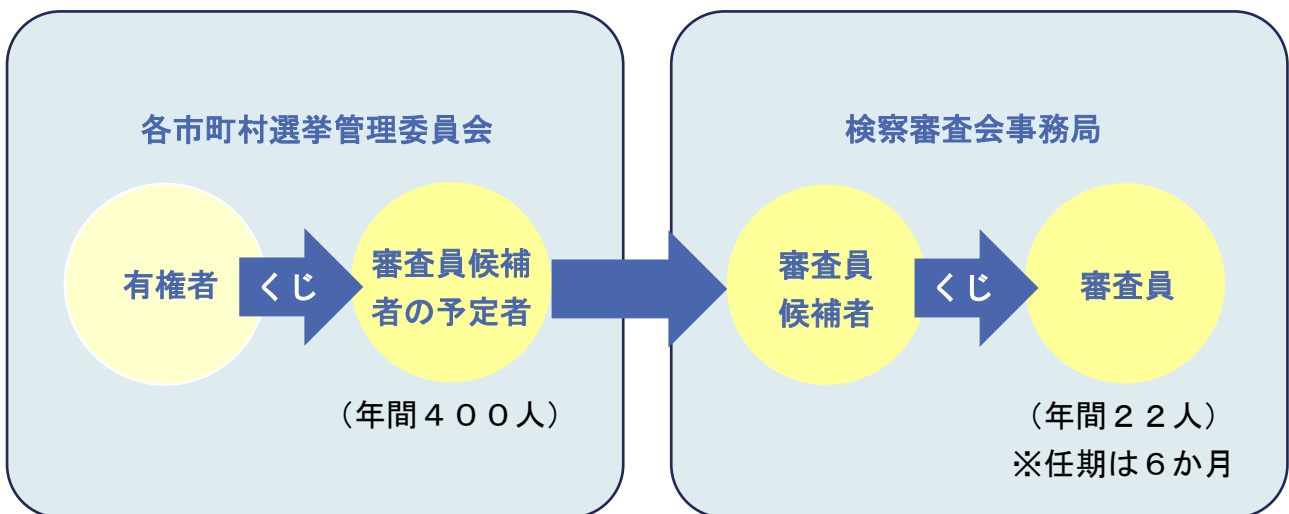 各市町村選挙管理委員会
有権者
くじ
審査員候補
者の予定者
（年間４００人）
検察審査会事務局
審査員
候補者
くじ
審査員
（年間２２人）
※任期は６か月